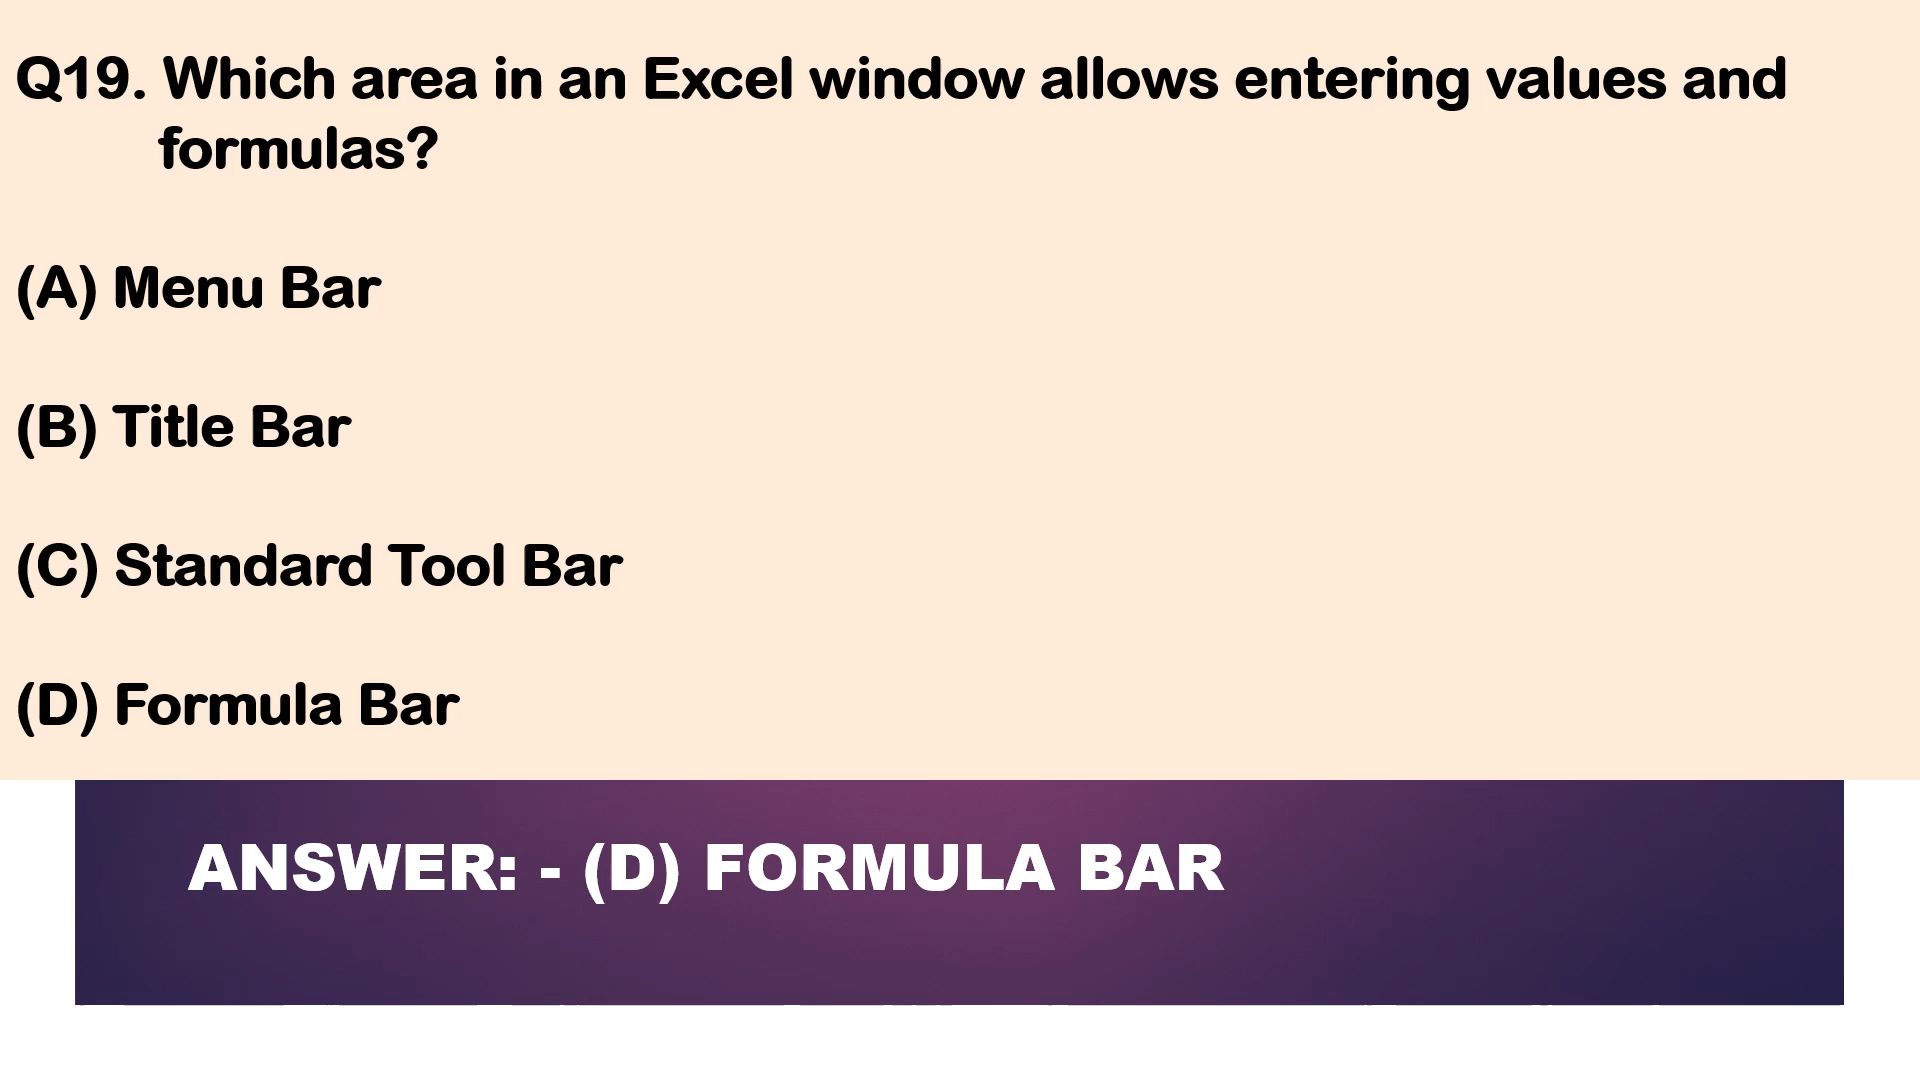 Q19. Which area in an Excel window allows entering values and
formulas?
(A) Menu Bar
(B) Title Bar
(C) Standard Tool Bar
(D) Formula Bar
ANSWER: - (D) FORMULA BAR